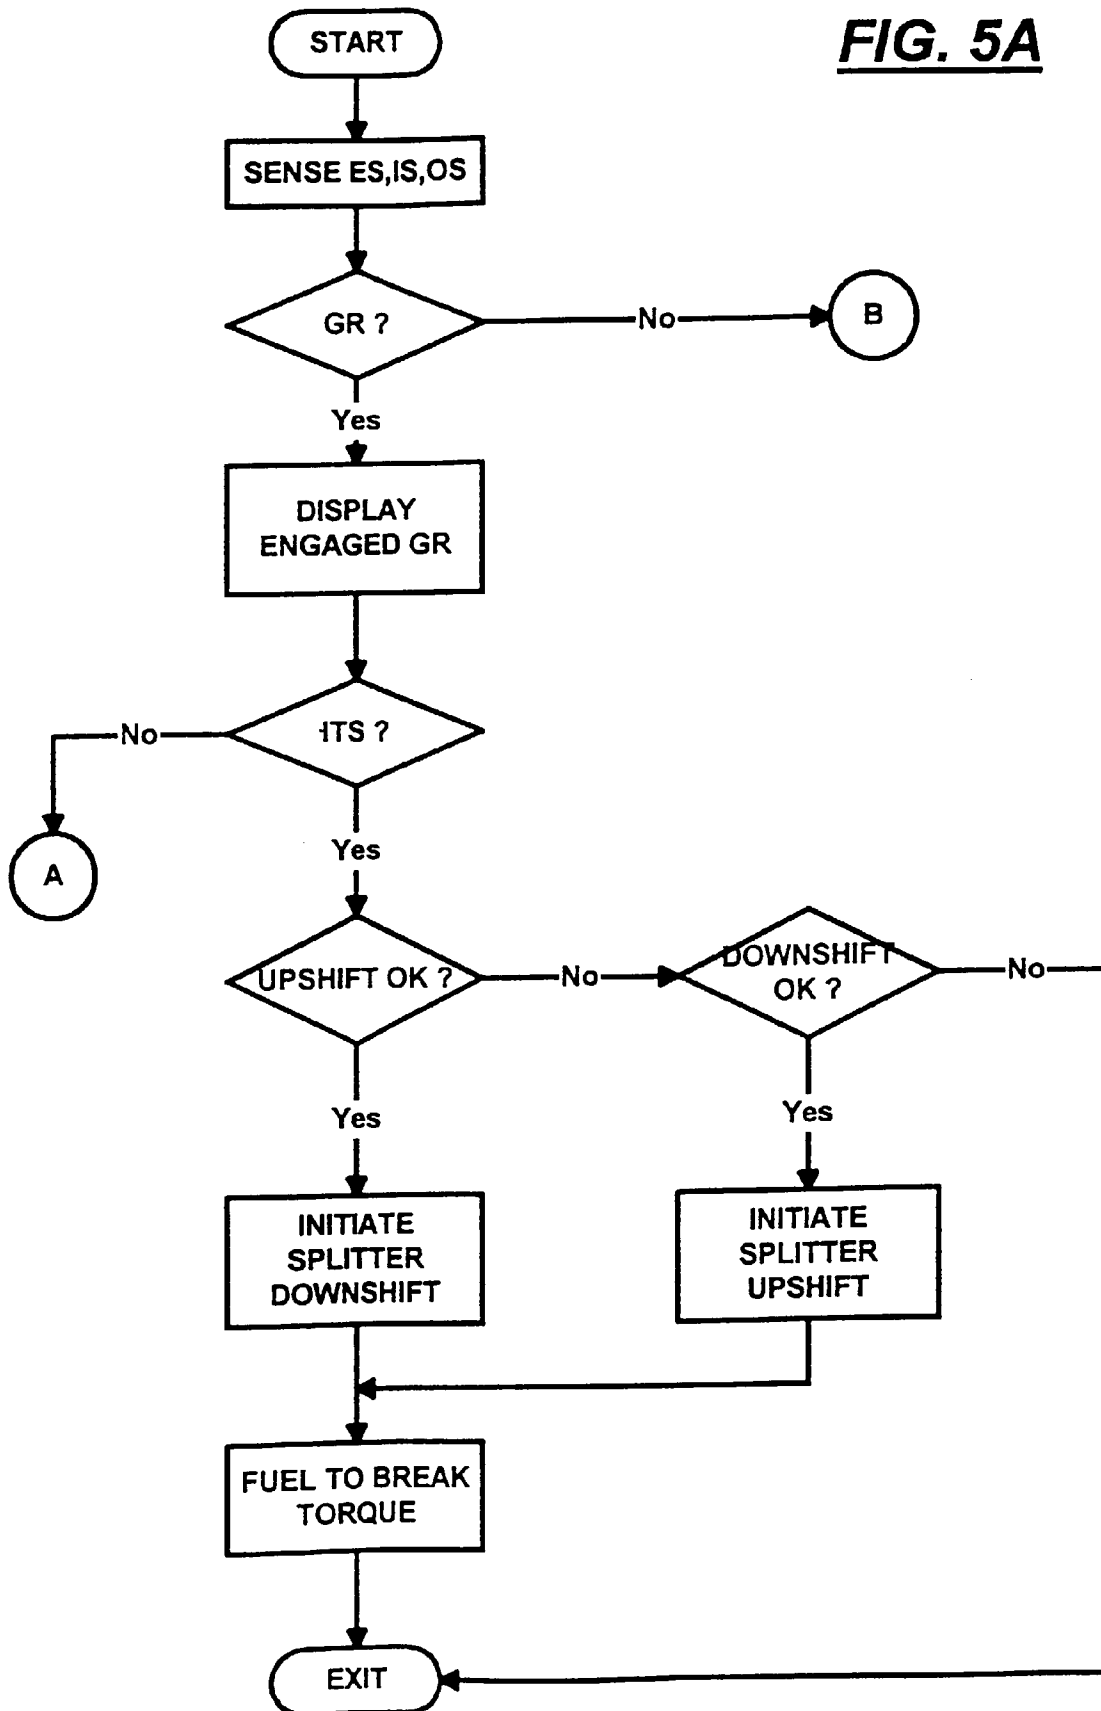 FIG. 5A
START
SENSE ES,IS,OS
GR ?
No
B
Yes
DISPLAY
ENGAGED GR
No
ITS ?
A
Yes
UPSHIFT OK ?
No
DOWNSHIFT
OK ?
No
Yes
Yes
INITIATE
SPLITTER
DOWNSHIFT
INITIATE
SPLITTER
UPSHIFT
FUEL TO BREAK
TORQUE
EXIT